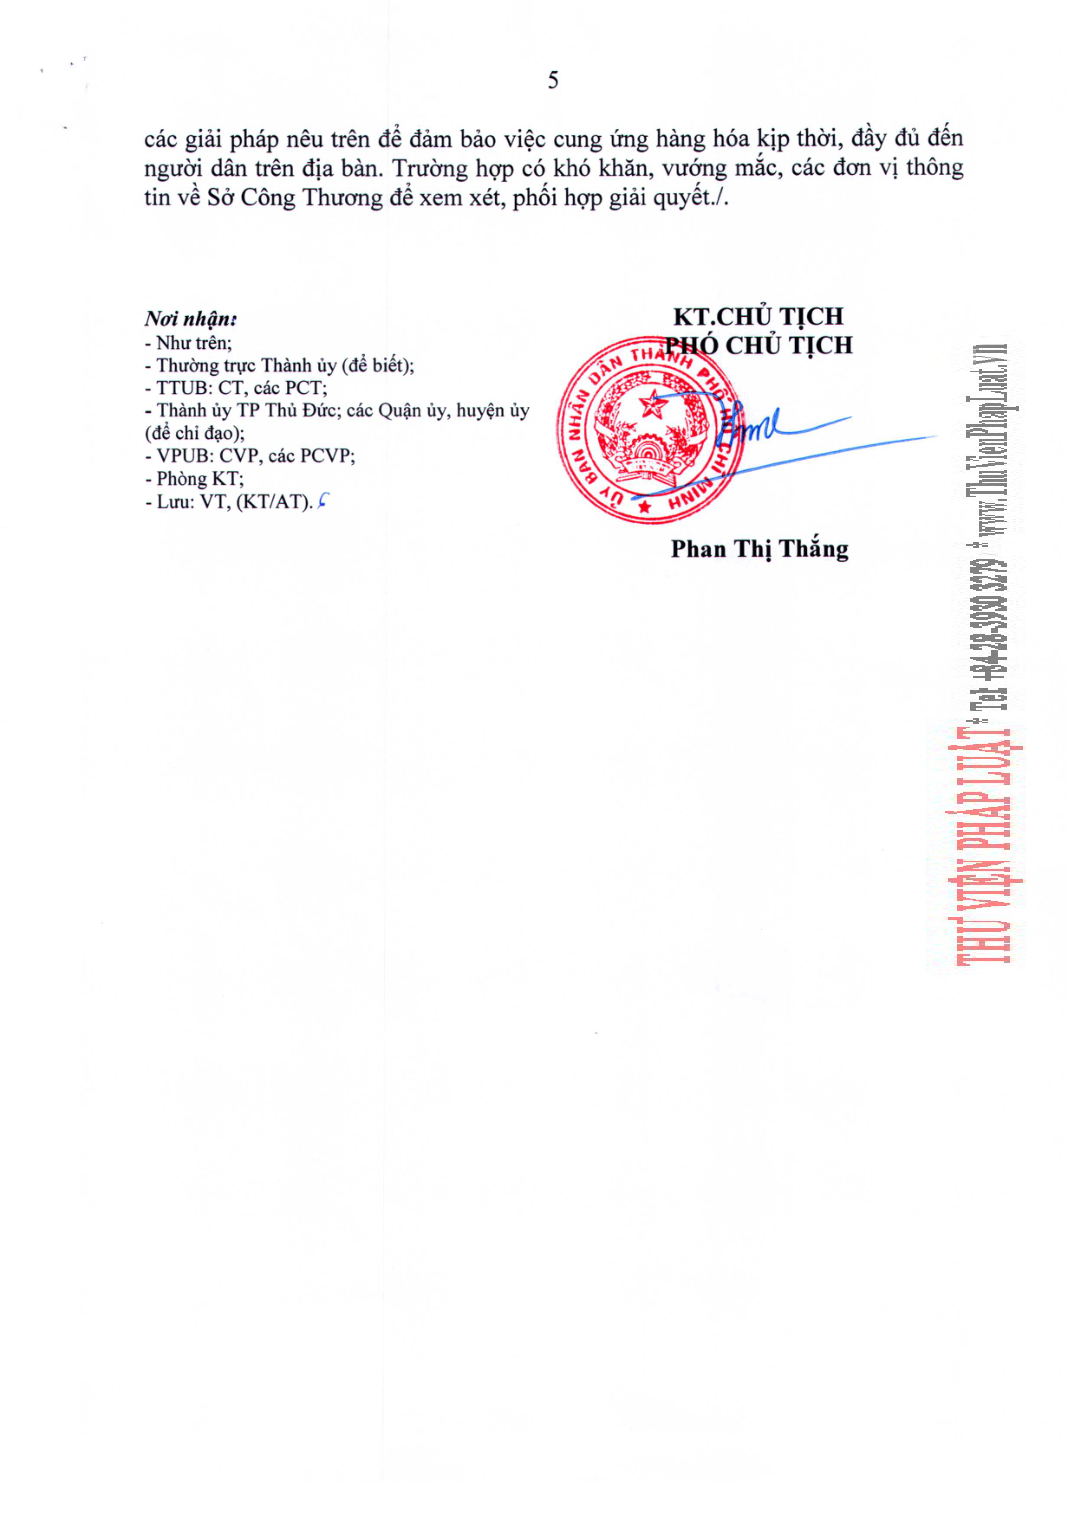 5
các giải pháp nêu trên để đảm bảo việc cung ứng hàng hóa kịp thời, đầy đủ đến
người dân trên địa bàn. Trường hợp có khó khăn, vướng mắc, các đơn vị thông
tin về Sở Công Thương để xem xét, phối hợp giải quyết./.
Nơi nhận:
- Như trên;
- Thường trực Thành ủy (để biết);
- TTUB: CT, các PCT;
- Thành ủy TP Thủ Đức; các Quận ủy, huyện ủy
(để chỉ đạo);
- VPUB: CVP, các PCVP;
- Phòng KT;
- Lưu: VT, (KT/AT).
KT.CHỦ TỊCH
PHÓ CHỦ TỊCH
ỦY BAN NHÂN DÂN THÀNH PHỐ HỒ CHÍ MINH
Phan Thị Thắng
THƯ VIỆN PHÁP LUẬT * Tel: +84-28-3930 3279 * www.ThuVienPhapLuat.vn